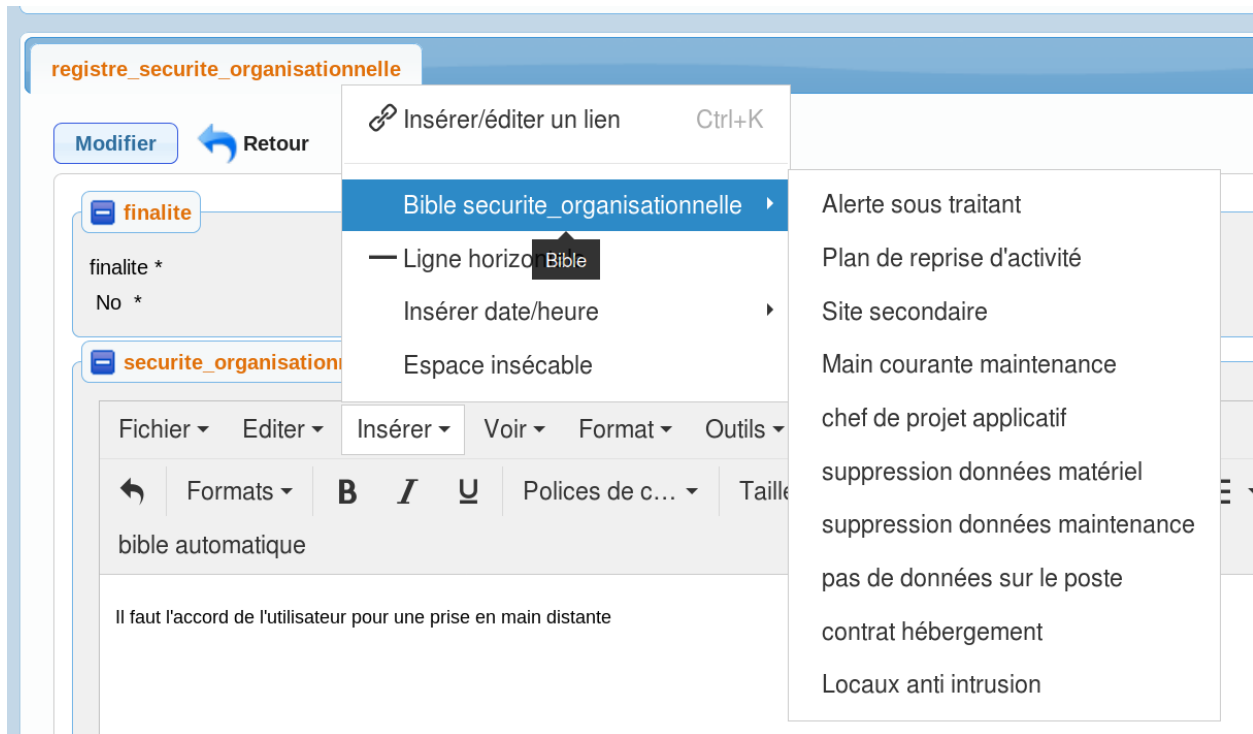 registre_securite_organisationnelle
Modifier
Retour
Insérer/éditer un lien Ctrl+K
Bible securite_organisationnelle
Bible
Ligne
Insérer date/heure
Espace insécable
Alerte sous traitant
Plan de reprise d'activité
Site secondaire
Main courante maintenance
chef de projet applicatif
suppression données matériel
suppression données maintenance
pas de données sur le poste
contrat hébergement
Locaux anti intrusion
finalite
finalite *
No *
Fichier Editer Insérer Voir Format Outils
Formats B I U Polices de c...
bible automatique
Il faut l'accord de l'utilisateur pour une prise en main distante